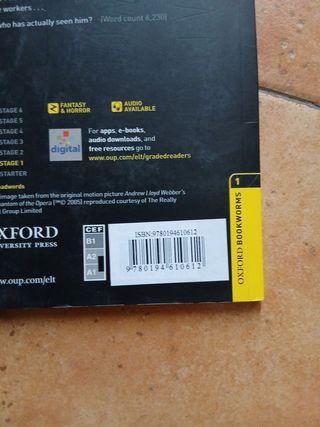 e workers . . .
ho has actually seen him? (Word count 6,230)
STAGE 6
STAGE 5
STAGE 4
STAGE 3
STAGE 2
STAGE 1
STARTER
FANTASY & HORROR
AUDIO AVAILABLE
digital
For apps, e-books,
audio downloads, and
free resources go to
www.oup.com/elt/gradedreaders
eadwords
image taken from the original motion picture Andrew Lloyd Webber's
hantom of the Opera (™© 2005) reproduced courtesy of The Really
l Group Limited
OXFORD
VERSITY PRESS
w.oup.com/elt
CEF
B1
A2
A1
ISBN:9780194610612
9 780194 610612
1
OXFORD BOOKWORMS